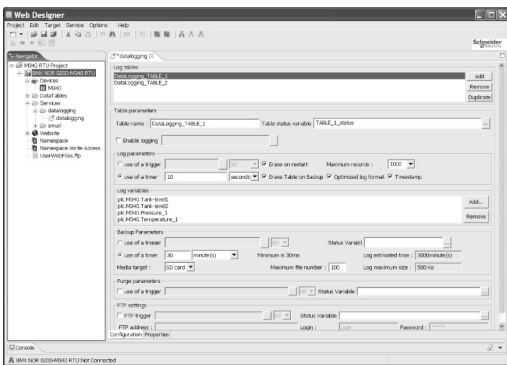 Web Designer
Project Edit Target Service Options Help
Schneider Electric
Navigator
*datalogging
M340 RTU Project
BMX NOR 0200 M340 RTU
Devices
M340
DataTables
Services
datalogging
datalogging
email
Website
Namespace
Namespace Write Access
UserWebFiles.ftp
Log tables
DataLogging_TABLE_1
DataLogging_TABLE_2
Add
Remove
Duplicate
Table parameters
Table name : DataLogging_TABLE_1 Table status variable TABLE_1_status ...
Enable logging ...
Log parameters
use of a trigger ... Erase on restart Maximum records : 1000
use of a timer 10 second(s) Erase Table on Backup Optimized log format Timestamp
Log variables
plc.M340.Tank-level1
plc.M340.Tank-level2
plc.M340.Pressure_1
plc.M340.Temperature_1
Add...
Remove
Backup Parameters
use of a trigger ... Status Variabl ...
use of a timer 30 minute(s) Minimum is 30mn Log estimated time : 3000minute(s)
Media target : SD card Maximum file number : 100 Log maximum size : 500 Ko
Purge parameters
use of a trigger ... Status Variable ...
FTP settings
FTP trigger ... Status Variable ...
FTP address : Login : user Password : ****
Configuration Properties
Console
BMX NOR 0200-M340 RTU:Not Connected